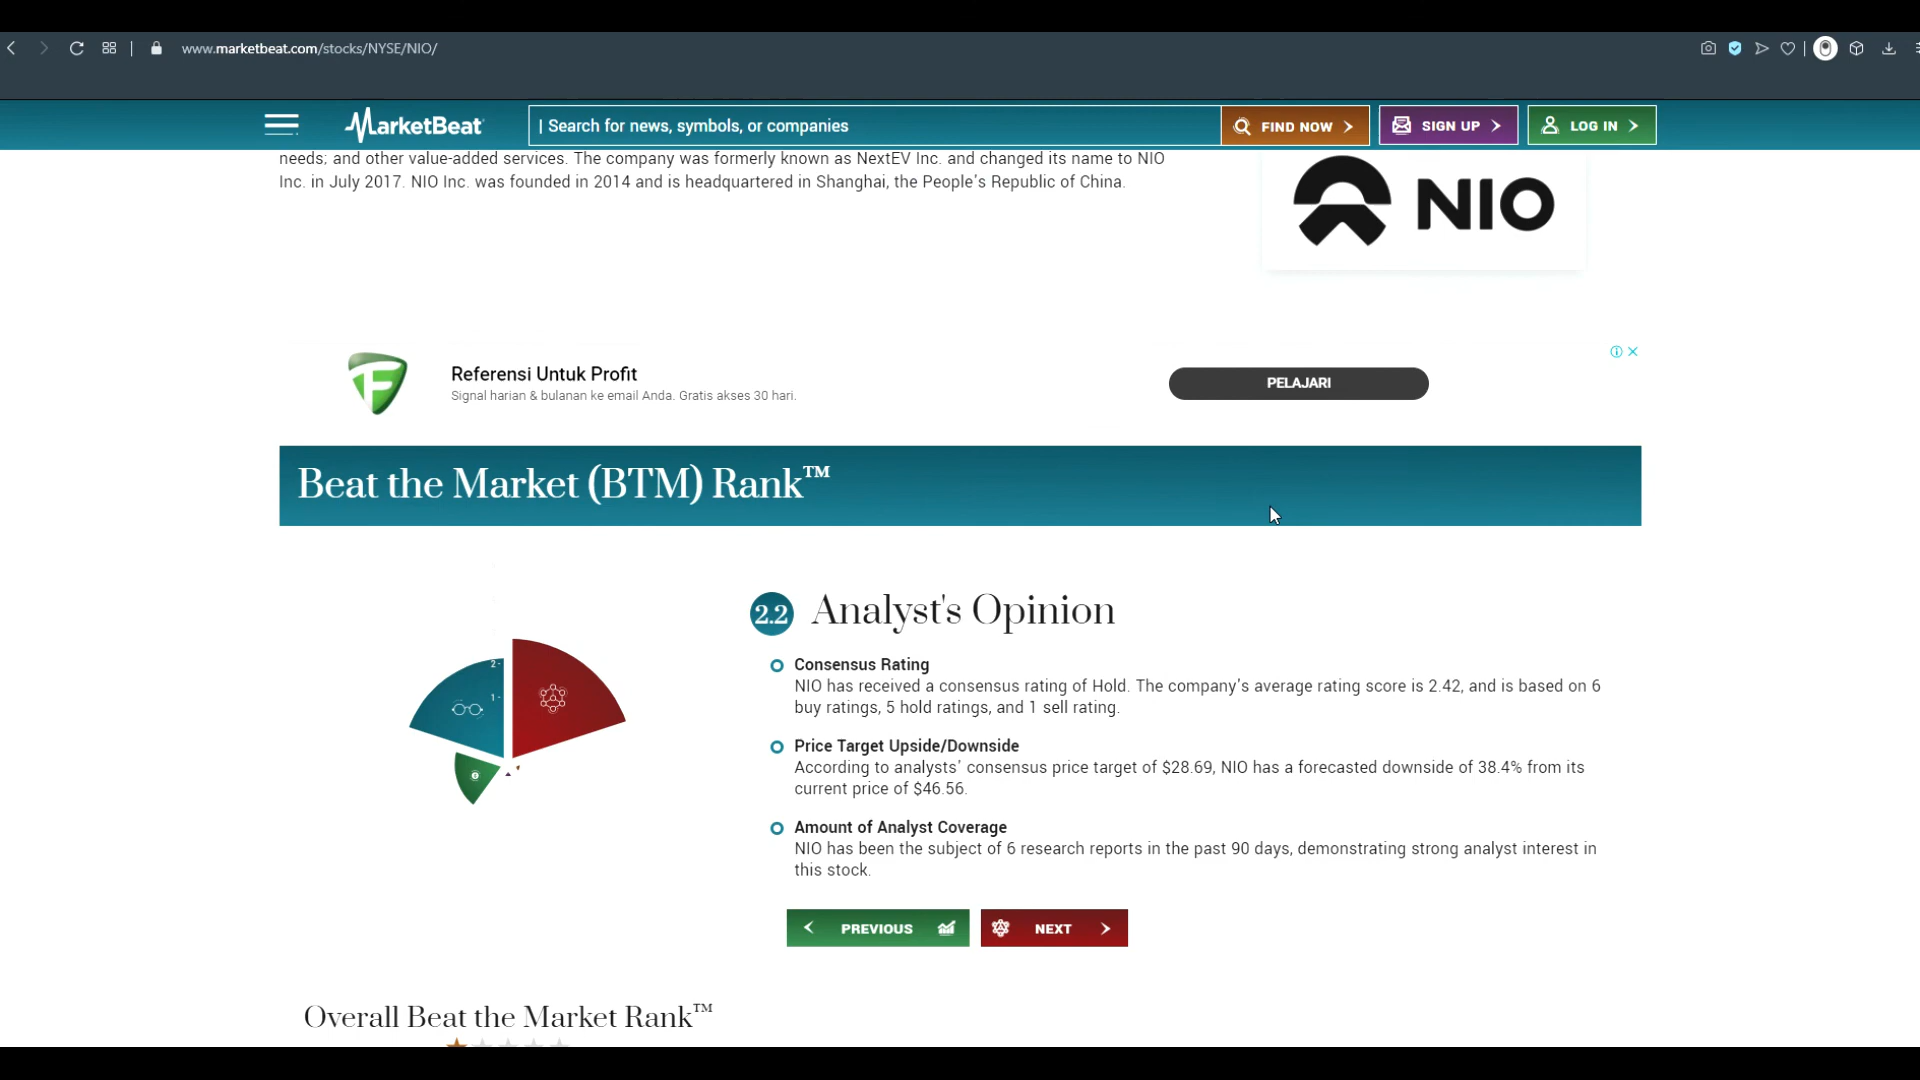 www.marketbeat.com/stocks/NYSE/NIO/
MarketBeat
| Search for news, symbols, or companies
FIND NOW
SIGN UP
LOG IN
needs; and other value-added services. The company was formerly known as NextEV Inc. and changed its name to NIO
Inc. in July 2017. NIO Inc. was founded in 2014 and is headquartered in Shanghai, the People's Republic of China.
NIO
Referensi Untuk Profit
Signal harian & bulanan ke email Anda. Gratis akses 30 hari.
PELAJARI
Beat the Market (BTM) Rank™
2.2 Analyst's Opinion
2 -
1 -
Consensus Rating
NIO has received a consensus rating of Hold. The company's average rating score is 2.42, and is based on 6
buy ratings, 5 hold ratings, and 1 sell rating.
Price Target Upside/Downside
According to analysts' consensus price target of $28.69, NIO has a forecasted downside of 38.4% from its
current price of $46.56.
Amount of Analyst Coverage
NIO has been the subject of 6 research reports in the past 90 days, demonstrating strong analyst interest in
this stock.
PREVIOUS
NEXT
Overall Beat the Market Rank™